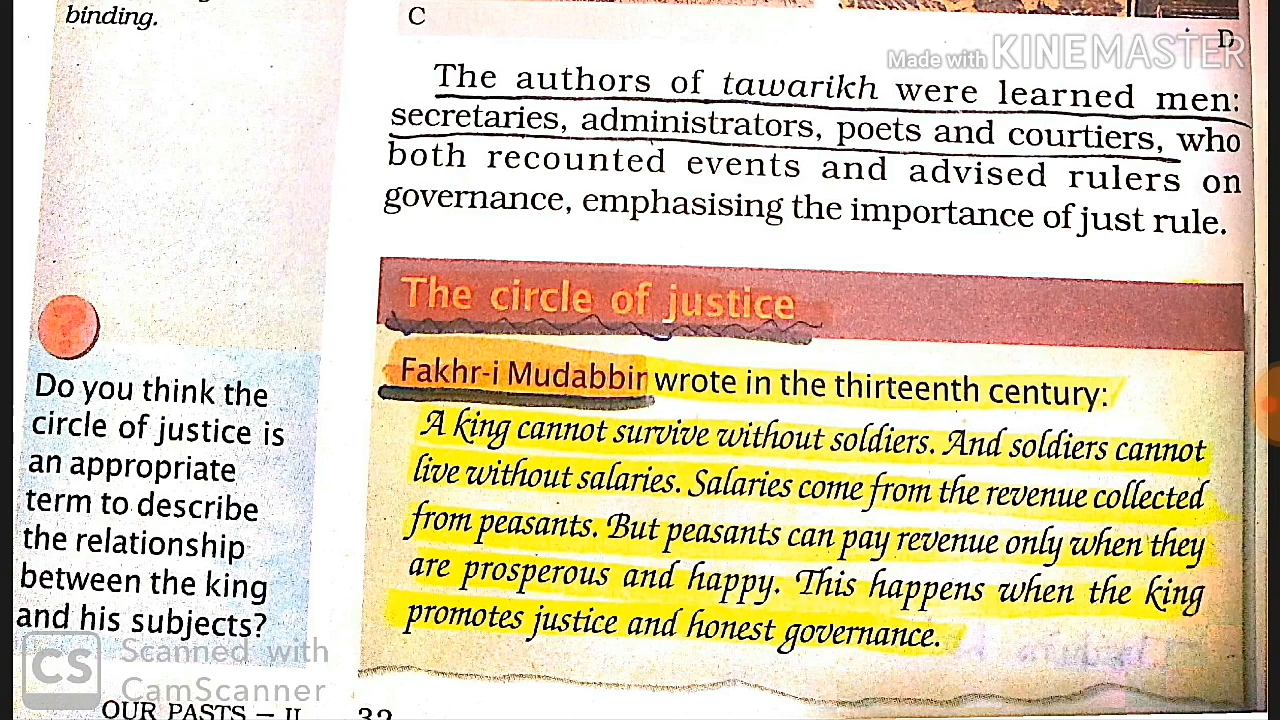 binding.
C
D
Made with KINEMASTER
The authors of tawarikh were learned men:
secretaries, administrators, poets and courtiers, who
both recounted events and advised rulers on
governance, emphasising the importance of just rule.
The circle of justice
Fakhr-i Mudabbir wrote in the thirteenth century:
A king cannot survive without soldiers. And soldiers cannot
live without salaries. Salaries come from the revenue collected
from peasants. But peasants can pay revenue only when they
are prosperous and happy. This happens when the king
promotes justice and honest governance.
Do you think the
circle of justice is
an appropriate
term to describe
the relationship
between the king
and his subjects?
CS Scanned with
CamScanner
OUR PASTS – II 32